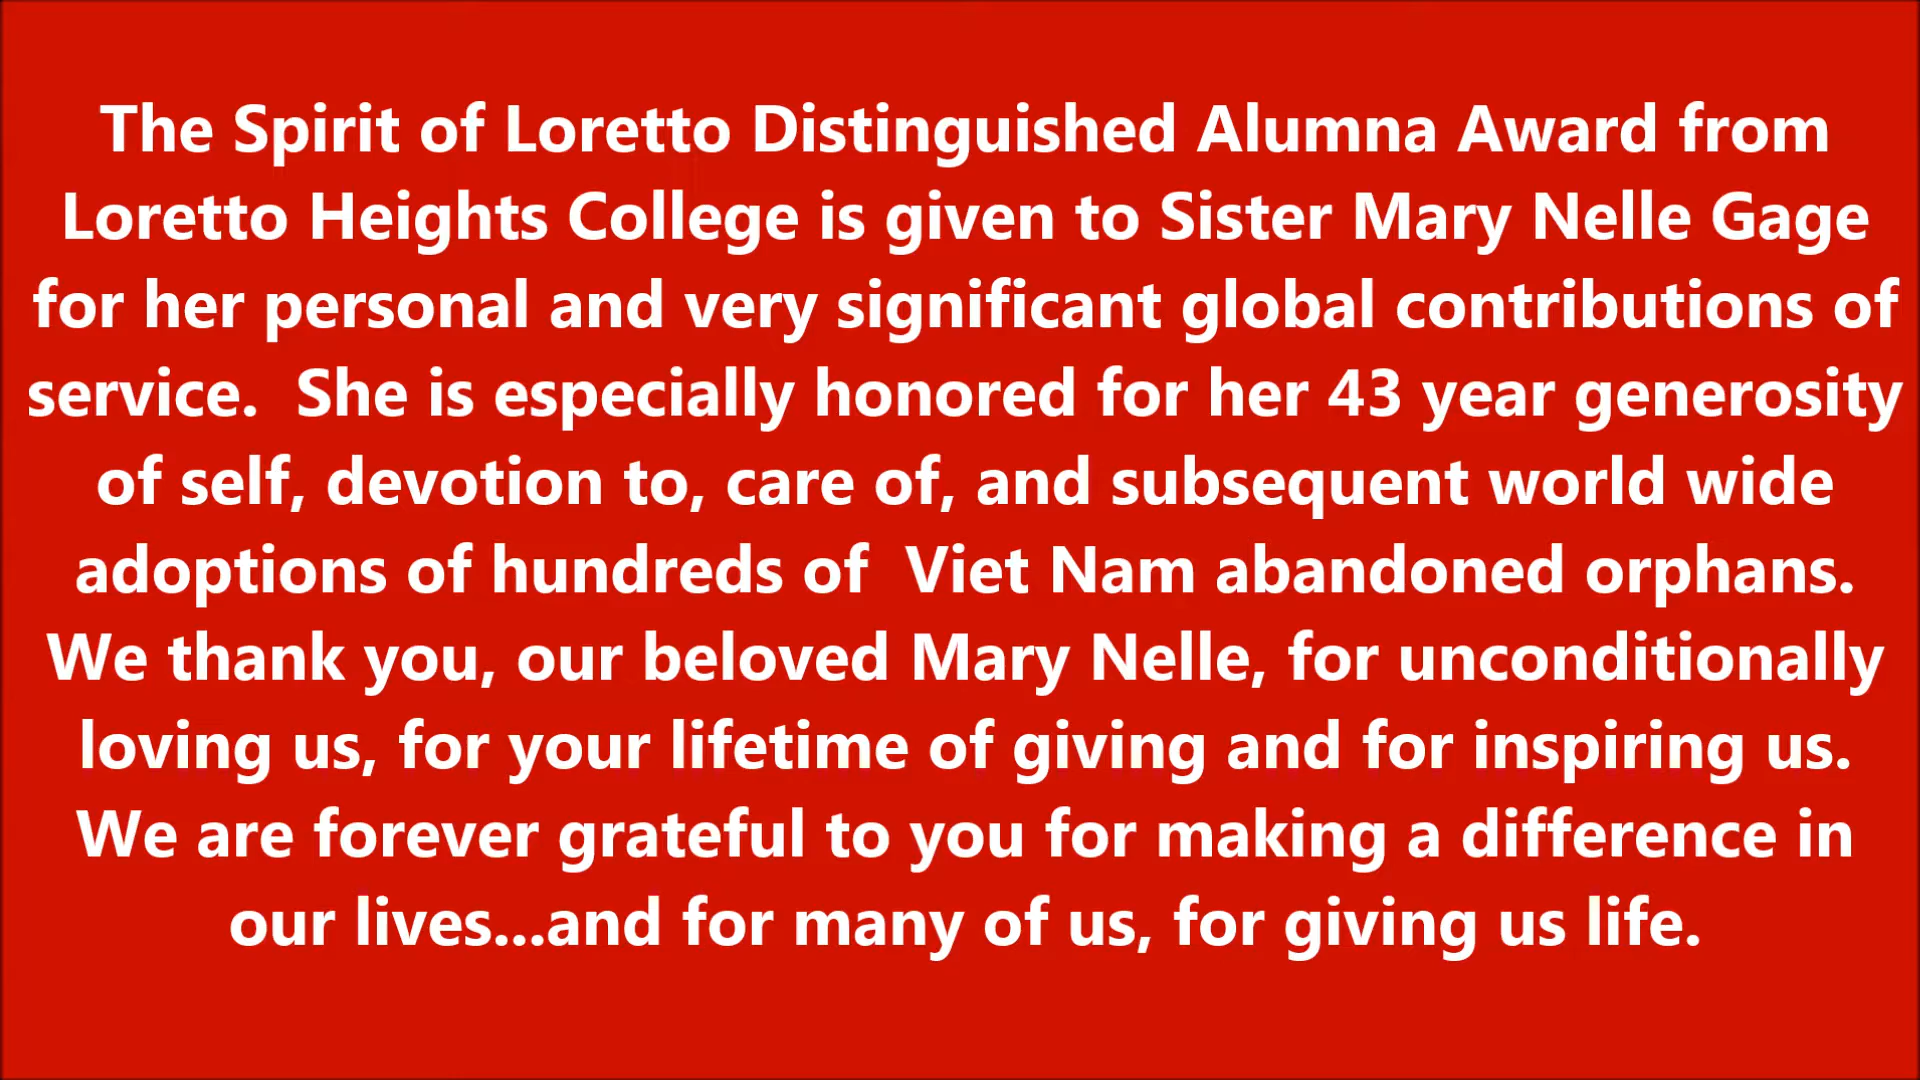 The Spirit of Loretto Distinguished Alumna Award from
Loretto Heights College is given to Sister Mary Nelle Gage
for her personal and very significant global contributions of
service.  She is especially honored for her 43 year generosity
of self, devotion to, care of, and subsequent world wide
adoptions of hundreds of  Viet Nam abandoned orphans.
We thank you, our beloved Mary Nelle, for unconditionally
loving us, for your lifetime of giving and for inspiring us.
We are forever grateful to you for making a difference in
our lives...and for many of us, for giving us life.